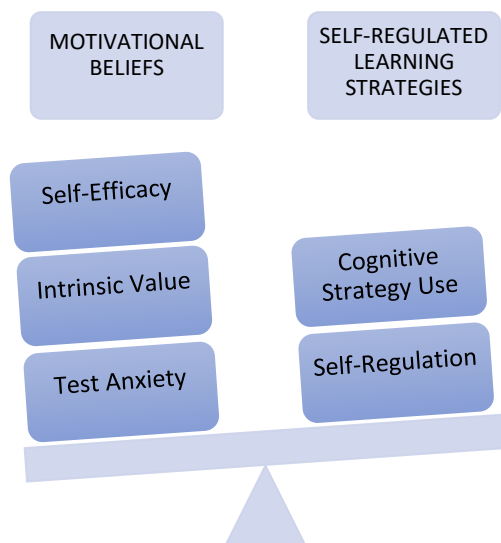 MOTIVATIONAL
BELIEFS
SELF-REGULATED
LEARNING
STRATEGIES
Self-Efficacy
Intrinsic Value
Test Anxiety
Cognitive
Strategy Use
Self-Regulation